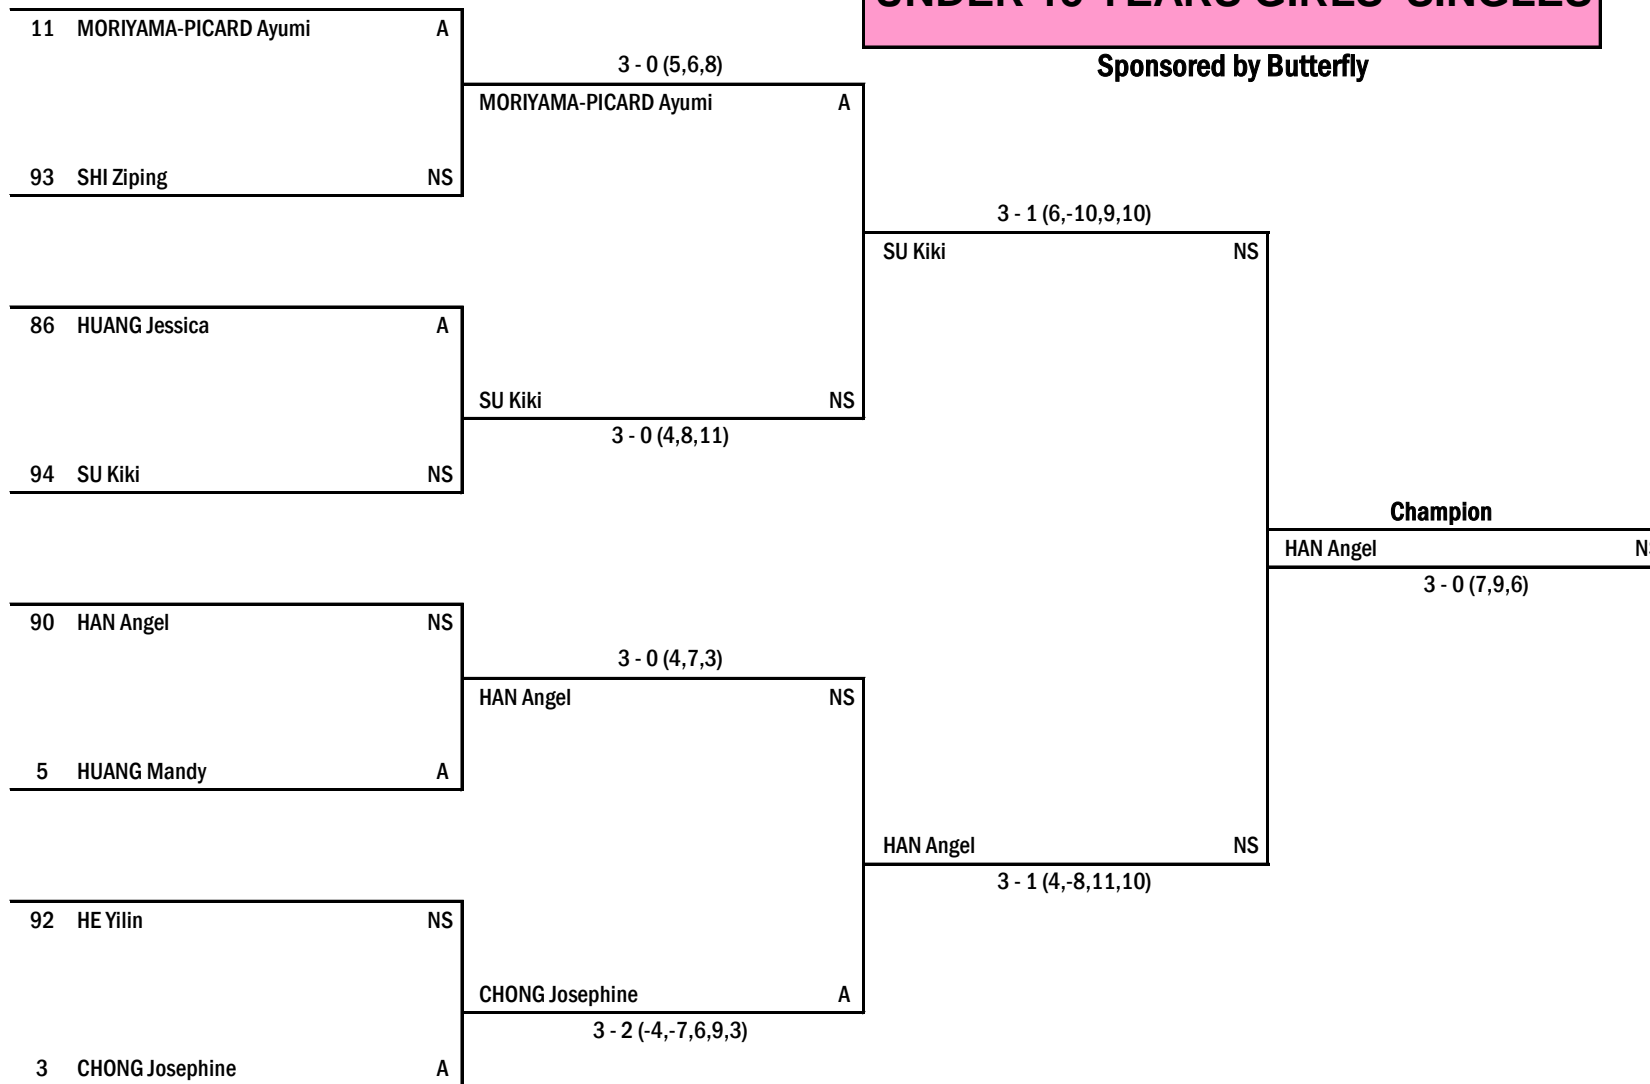 UNDER YEARS GIRLS' SINGLES
Sponsored by Butterfly
11 MORIYAMA-PICARD Ayumi A
3 - 0 (5,6,8)
MORIYAMA-PICARD Ayumi A
93 SHI Ziping NS
3 - 1 (6,-10,9,10)
SU Kiki NS
86 HUANG Jessica A
SU Kiki NS
3 - 0 (4,8,11)
94 SU Kiki NS
Champion
HAN Angel
3 - 0 (7,9,6)
90 HAN Angel NS
3 - 0 (4,7,3)
HAN Angel NS
5 HUANG Mandy A
HAN Angel NS
3 - 1 (4,-8,11,10)
92 HE Yilin NS
CHONG Josephine A
3 - 2 (-4,-7,6,9,3)
3 CHONG Josephine A